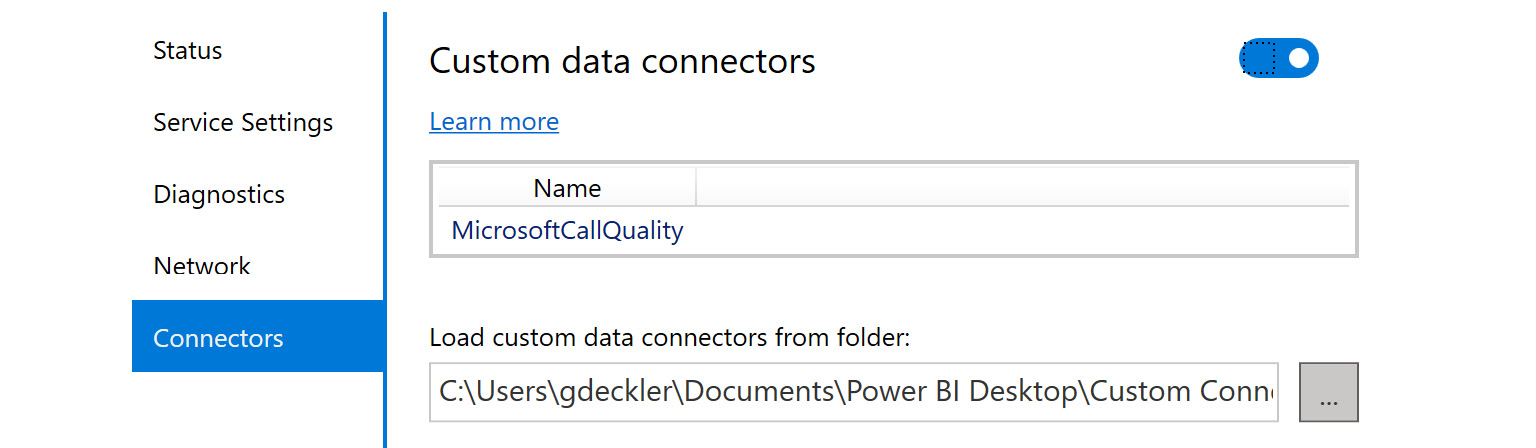 Status
Service Settings
Diagnostics
Network
Connectors
Custom data connectors
Learn more
Name
MicrosoftCallQuality
Load custom data connectors from folder:
C:\Users\gdeckler\Documents\Power BI Desktop\Custom Conn
...